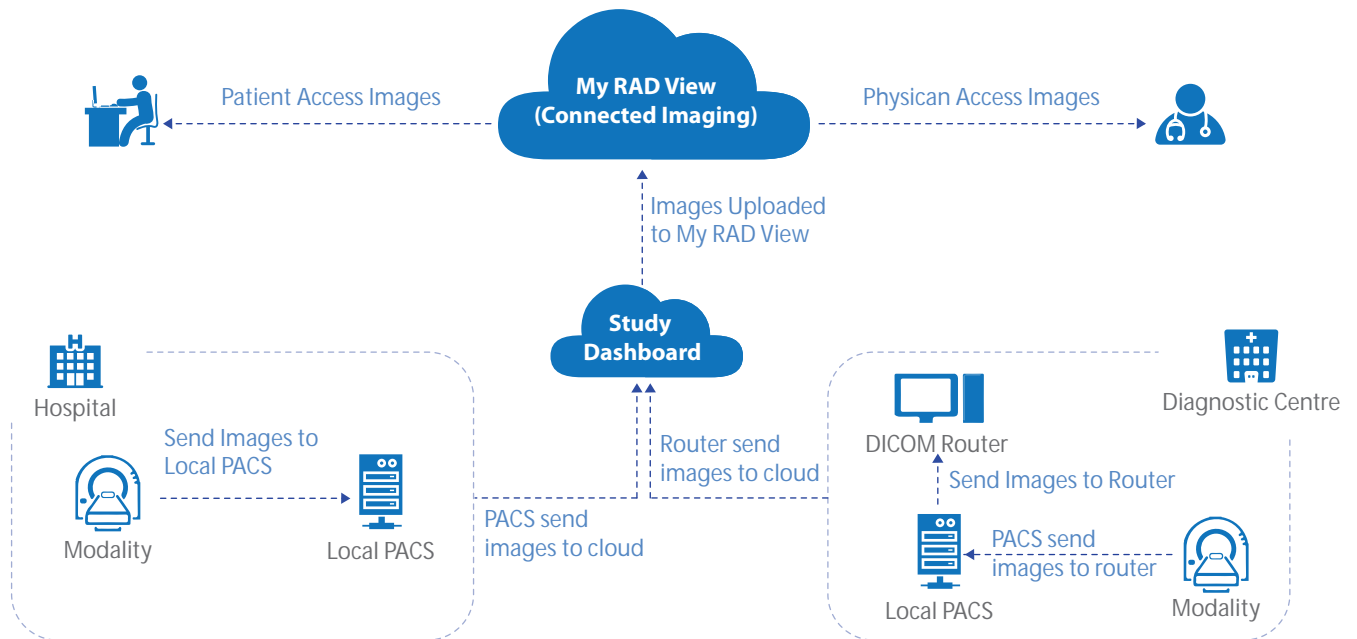 My RAD View
(Connected Imaging)
Patient Access Images
Physican Access Images
Images Uploaded
to My RAD View
Study
Dashboard
Hospital
Send Images to
Local PACS
Modality
Local PACS
PACS send
images to cloud
Router send
images to cloud
Diagnostic Centre
DICOM Router
Send Images to Router
PACS send
images to router
Local PACS
Modality